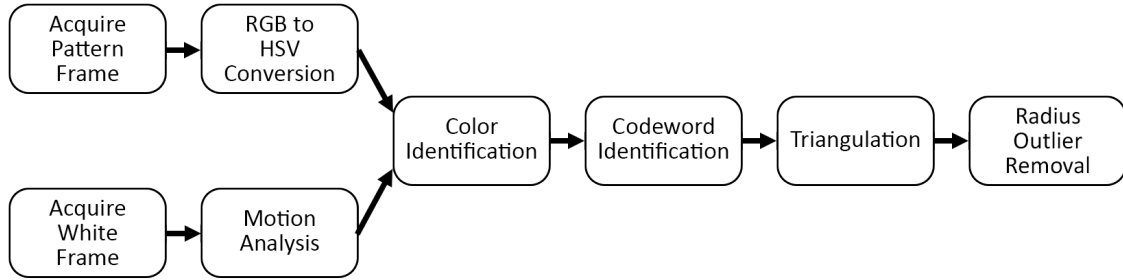 Acquire
Pattern
Frame
RGB to
HSV
Conversion
Acquire
White
Frame
Motion
Analysis
Color
Identification
Codeword
Identification
Triangulation
Radius
Outlier
Removal